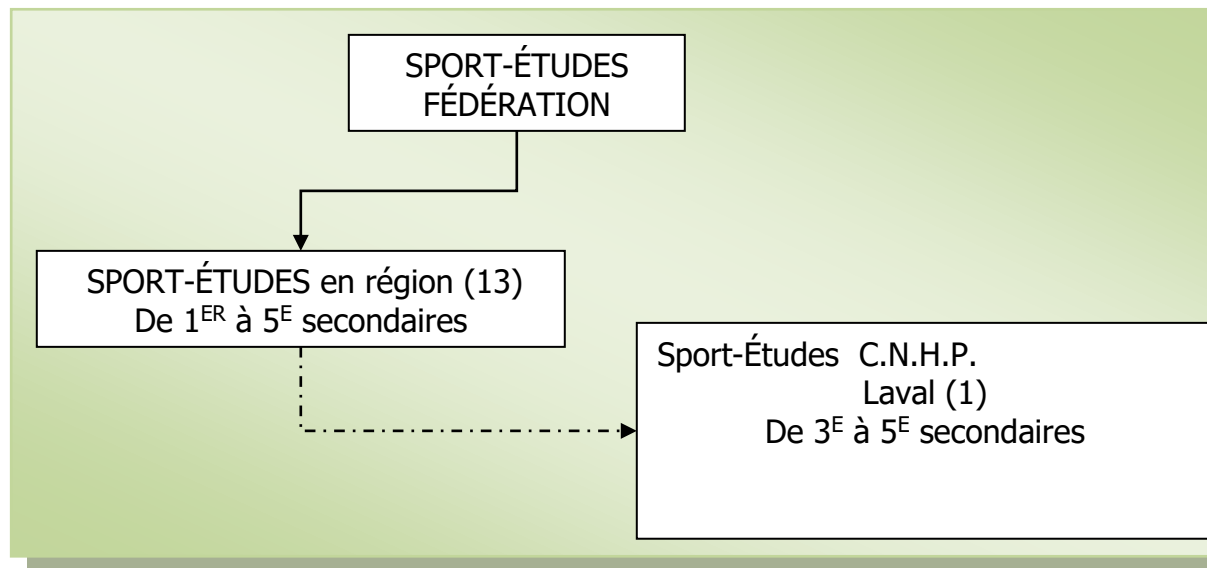 SPORT-ÉTUDES
FÉDÉRATION
SPORT-ÉTUDES en région (13)
De 1ER à 5E secondaires
Sport-Études C.N.H.P.
Laval (1)
De 3E à 5E secondaires